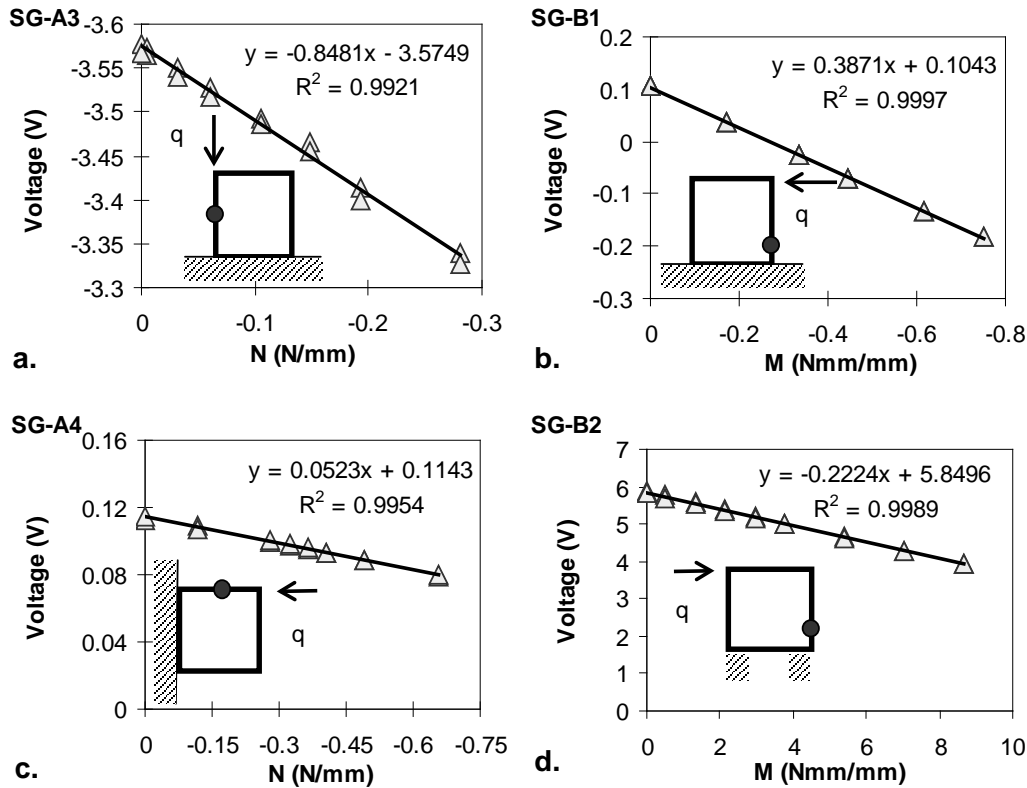 SG-A3
-3.6
-3.55
-3.5
-3.45
-3.4
-3.35
-3.3
Voltage (V)
y = -0.8481x - 3.5749
R² = 0.9921
q
0 -0.1 -0.2 -0.3
N (N/mm)
a.
SG-B1
0.2
0.1
0
-0.1
-0.2
-0.3
Voltage (V)
y = 0.3871x + 0.1043
R² = 0.9997
q
0 -0.2 -0.4 -0.6 -0.8
M (Nmm/mm)
b.
SG-A4
0.16
0.12
0.08
0.04
0
Voltage (V)
y = 0.0523x + 0.1143
R² = 0.9954
q
0 -0.15 -0.3 -0.45 -0.6 -0.75
N (N/mm)
c.
SG-B2
7
6
5
4
3
2
1
0
Voltage (V)
y = -0.2224x + 5.8496
R² = 0.9989
q
0 2 4 6 8 10
M (Nmm/mm)
d.